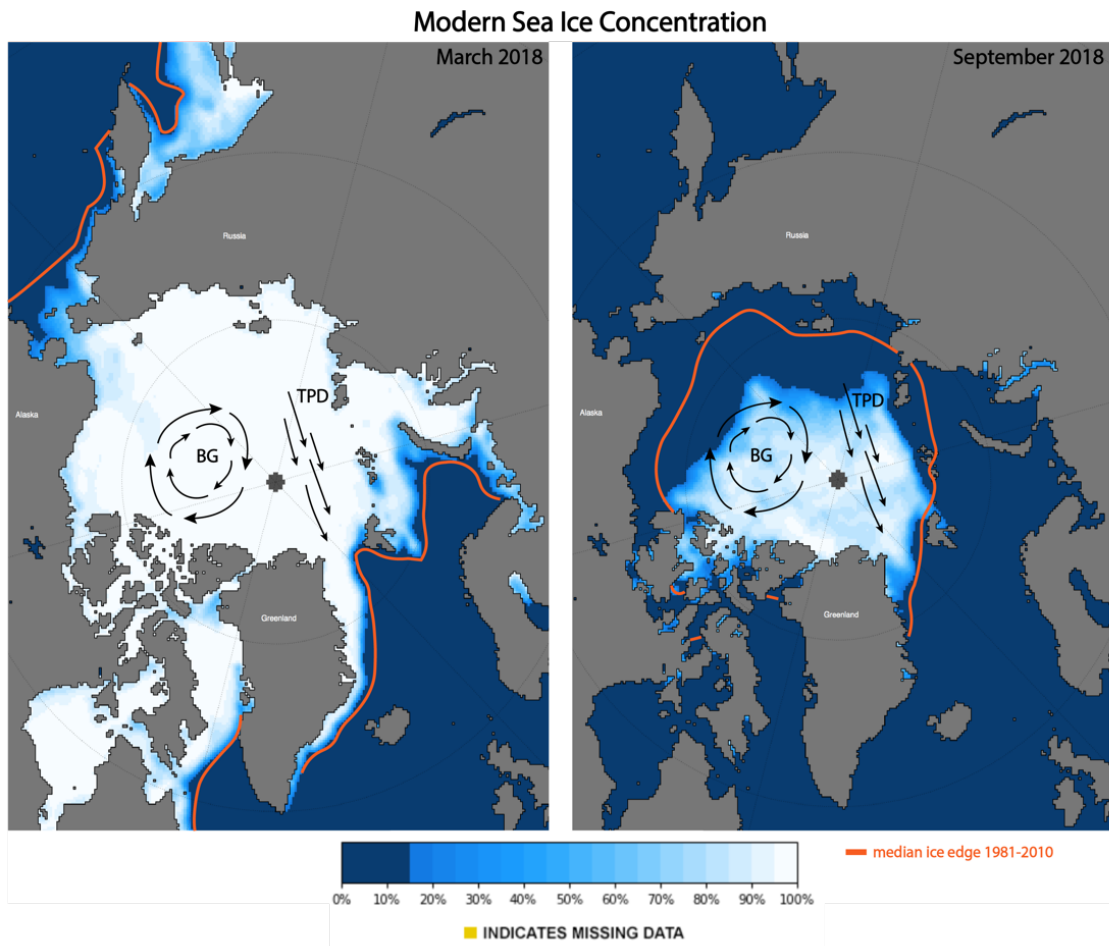 Modern Sea Ice Concentration
March 2018
September 2018
Russia
Alaska
TPD
BG
Greenland
Russia
Alaska
TPD
BG
Greenland
0% 10% 20% 30% 40% 50% 60% 70% 80% 90% 100%
median ice edge 1981-2010
INDICATES MISSING DATA